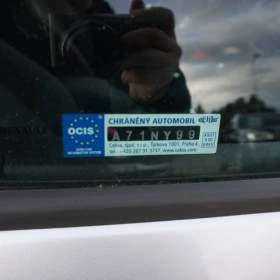 OCIS
CHRÁNĚNÝ AUTOMOBIL
A71NY99
Cebia, spol. s r.o., Türkova 1001, Praha 4,
www.cebia.com